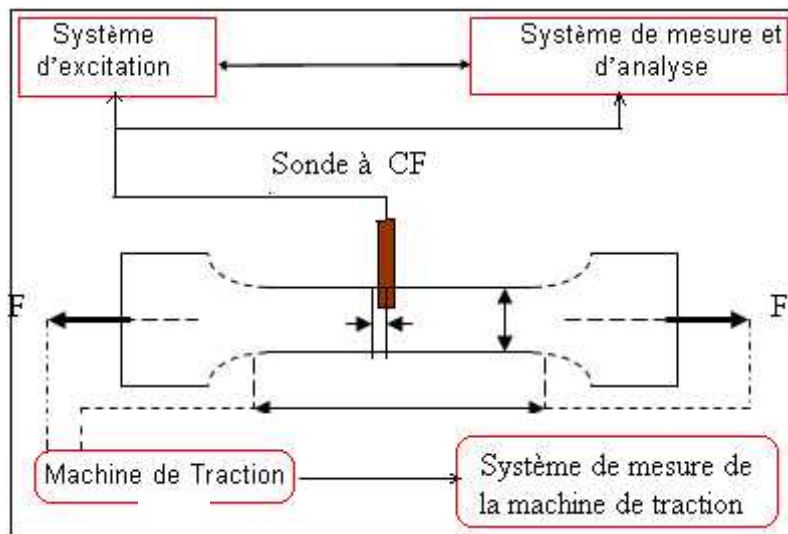 Système
d'excitation
Système de mesure et
d'analyse
Sonde à CF
F
F
Machine de Traction
Système de mesure de
la machine de traction